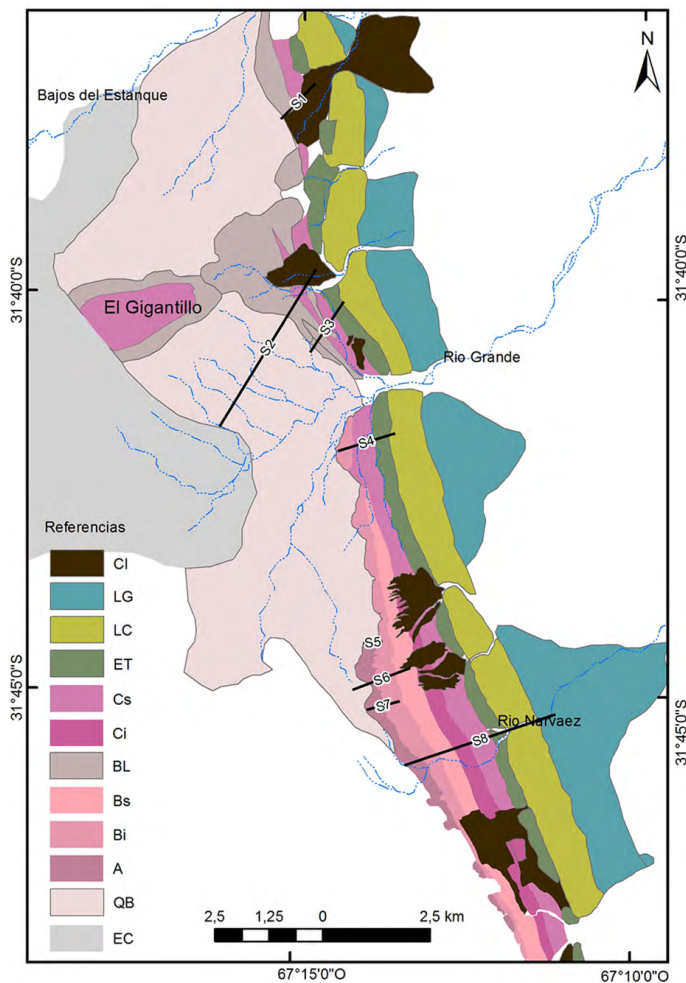 N
Bajos del Estanque
S1
31°40'0"S
31°40'0"S
El Gigantillo
S2
S3
Rio Grande
S4
Referencias
CI
LG
LC
ET
Cs
Ci
BL
Bs
Bi
A
QB
EC
S5
S6
S7
31°45'0"S
31°45'0"S
Rio Narvaez
S8
2,5 1,25 0 2,5 km
67°15'0"O
67°10'0"O